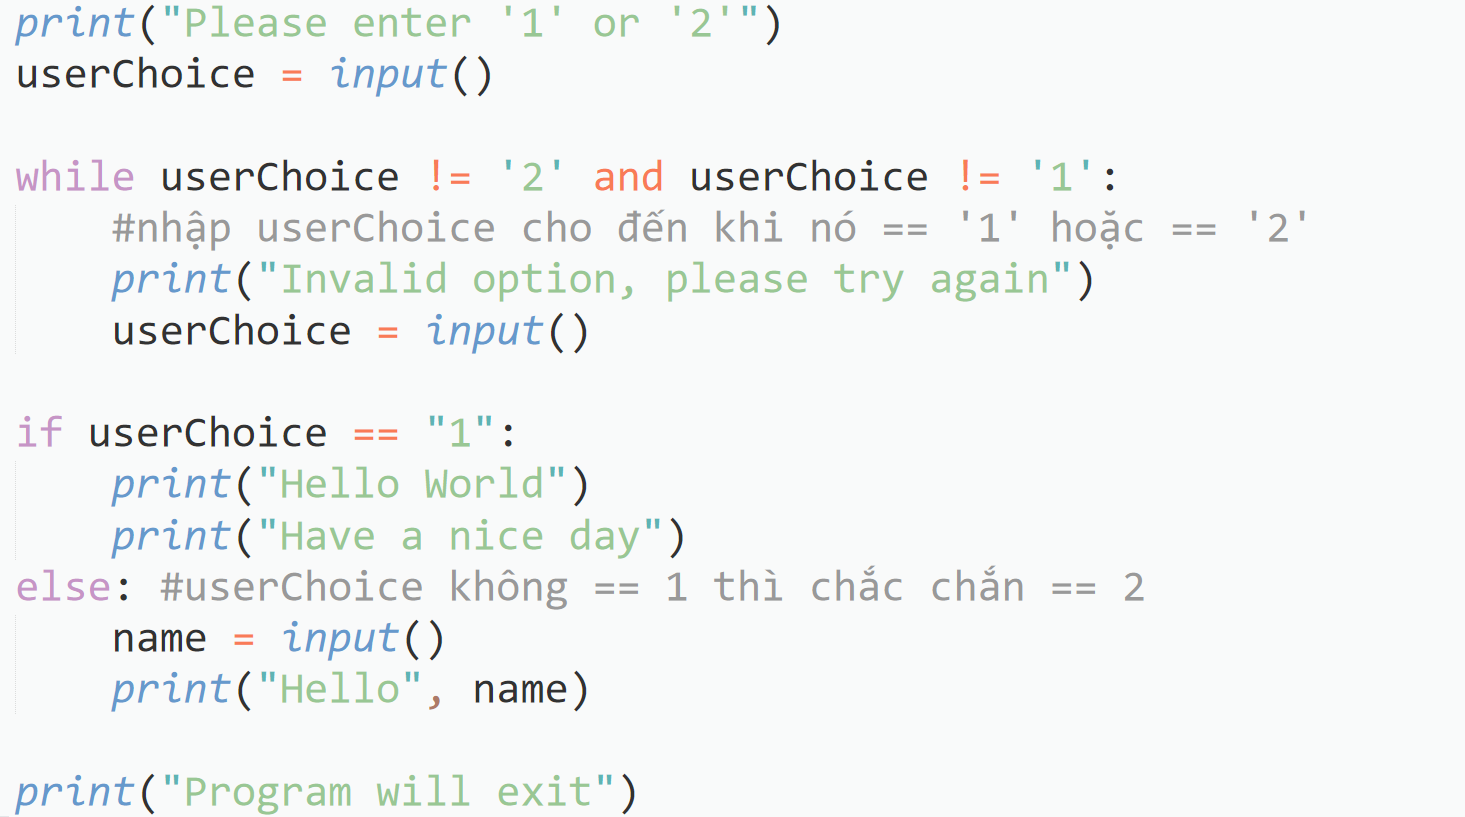 print("Please enter '1' or '2'")
userChoice = input()

while userChoice != '2' and userChoice != '1':
    #nhập userChoice cho đến khi nó == '1' hoặc == '2'
    print("Invalid option, please try again")
    userChoice = input()

if userChoice == "1":
    print("Hello World")
    print("Have a nice day")
else: #userChoice không == 1 thì chắc chắn == 2
    name = input()
    print("Hello", name)

print("Program will exit")